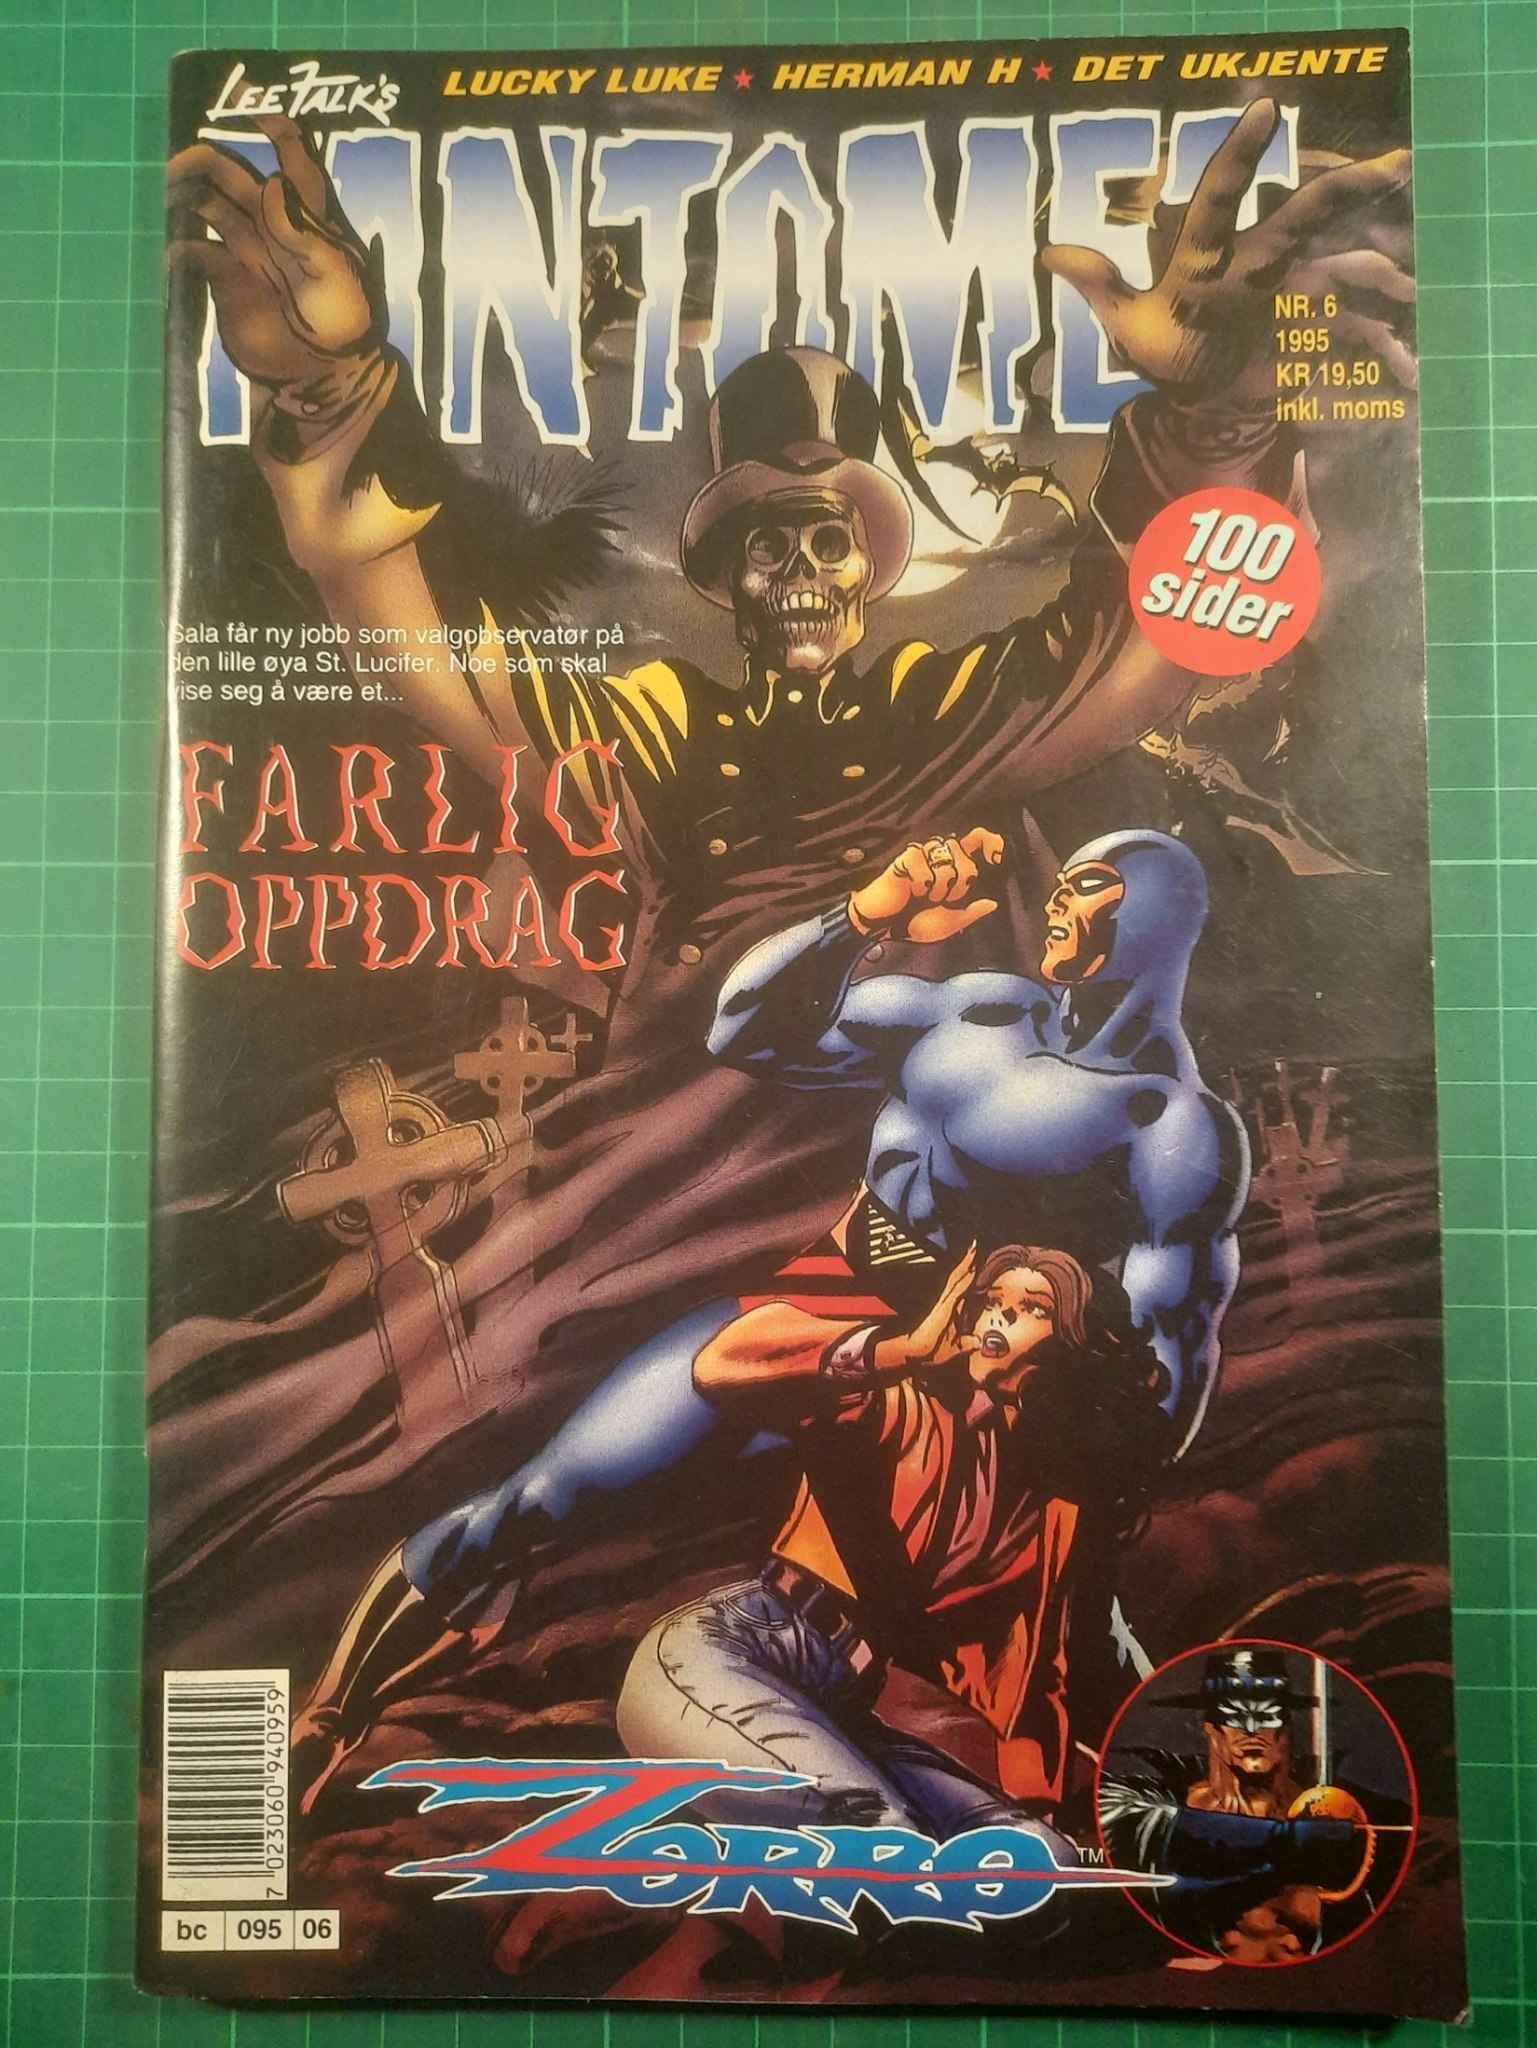 LEE FALK'S
LUCKY LUKE ★ HERMAN H ★ DET UKJENTE
FANTOMET
NR. 6
1995
KR 19,50
inkl. moms
100
sider
Sala får ny jobb som valgobservatør på
den lille øya St. Lucifer. Noe som skal
vise seg å være et...
FARLIG
OPPDRAG
ZORRO TM
7 023060 940959
bc 095 06